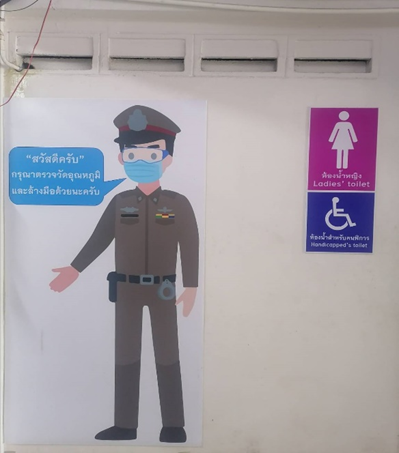 “สวัสดีครับ”
กรุณาตรวจวัดอุณหภูมิ
และล้างมือด้วยนะครับ
ห้องน้ำหญิง
Ladies' toilet
ห้องน้ำสำหรับคนพิการ
Handicapped's toilet